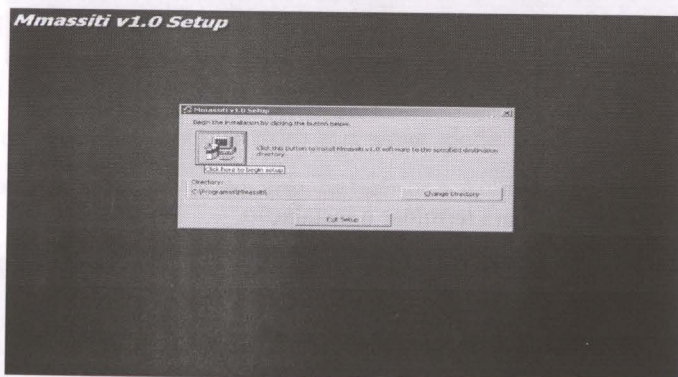 Mmassiti v1.0 Setup
Mmassiti v1.0 Setup
Begin the installation by clicking the button below.
Click this button to install Mmassiti v1.0 software to the specified destination
directory.
Click here to begin setup
Directory:
Change Directory
Exit Setup